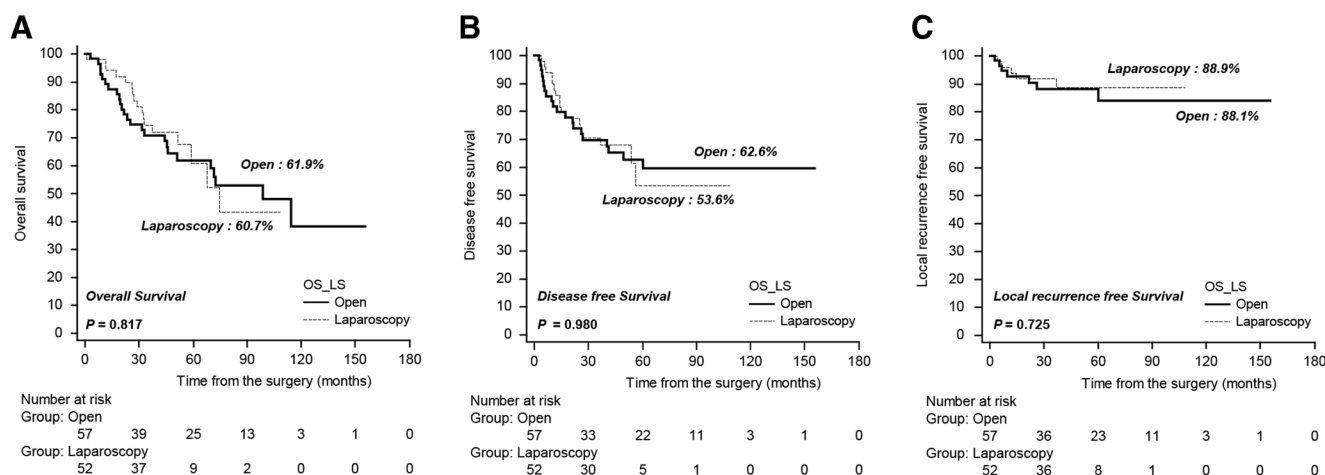 A
100
90
80
70
60
50
40
30
20
10
0
Overall survival
Open : 61.9%
Laparoscopy : 60.7%
Overall Survival
P = 0.817
OS_LS
Open
Laparoscopy
0 30 60 90 120 150 180
Time from the surgery (months)
Number at risk
Group: Open
57 39 25 13 3 1 0
Group: Laparoscopy
52 37 9 2 0 0 0
B
100
90
80
70
60
50
40
30
20
10
0
Disease free survival
Open : 62.6%
Laparoscopy : 53.6%
Disease free Survival
P = 0.980
OS_LS
Open
Laparoscopy
0 30 60 90 120 150 180
Time from the surgery (months)
Number at risk
Group: Open
57 33 22 11 3 1 0
Group: Laparoscopy
52 30 5 1 0 0 0
C
100
90
80
70
60
50
40
30
20
10
0
Local recurrence free survival
Laparoscopy : 88.9%
Open : 88.1%
OS_LS
Local recurrence free Survival
Open
Laparoscopy
P = 0.725
0 30 60 90 120 150 180
Time from the surgery (months)
Number at risk
Group: Open
57 36 23 11 3 1 0
Group: Laparoscopy
52 36 8 1 0 0 0